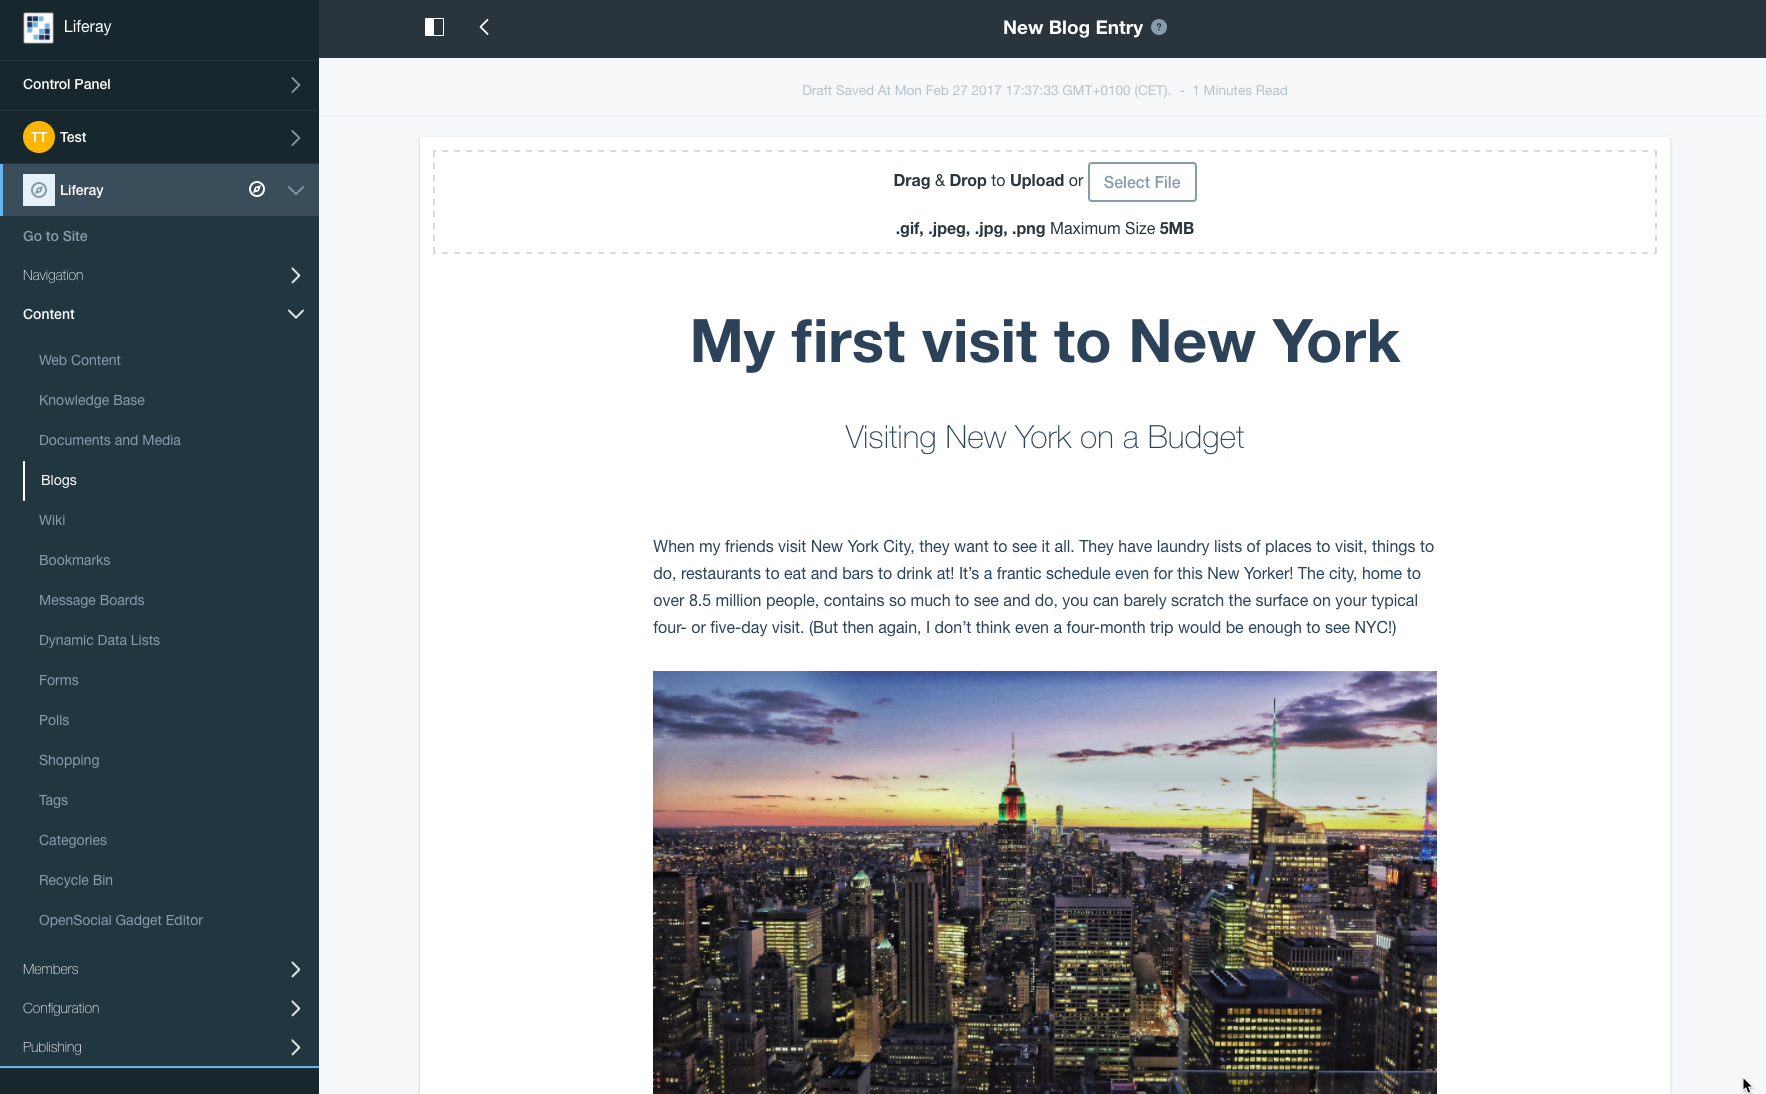 Liferay
Control Panel
TT Test
Liferay
Go to Site
Navigation
Content
Web Content
Knowledge Base
Documents and Media
Blogs
Wiki
Bookmarks
Message Boards
Dynamic Data Lists
Forms
Polls
Shopping
Tags
Categories
Recycle Bin
OpenSocial Gadget Editor
Members
Configuration
Publishing
New Blog Entry ?
Draft Saved At Mon Feb 27 2017 17:37:33 GMT+0100 (CET). - 1 Minutes Read
Drag & Drop to Upload or Select File
.gif, .jpeg, .jpg, .png Maximum Size 5MB
My first visit to New York
Visiting New York on a Budget
When my friends visit New York City, they want to see it all. They have laundry lists of places to visit, things to
do, restaurants to eat and bars to drink at! It’s a frantic schedule even for this New Yorker! The city, home to
over 8.5 million people, contains so much to see and do, you can barely scratch the surface on your typical
four- or five-day visit. (But then again, I don’t think even a four-month trip would be enough to see NYC!)